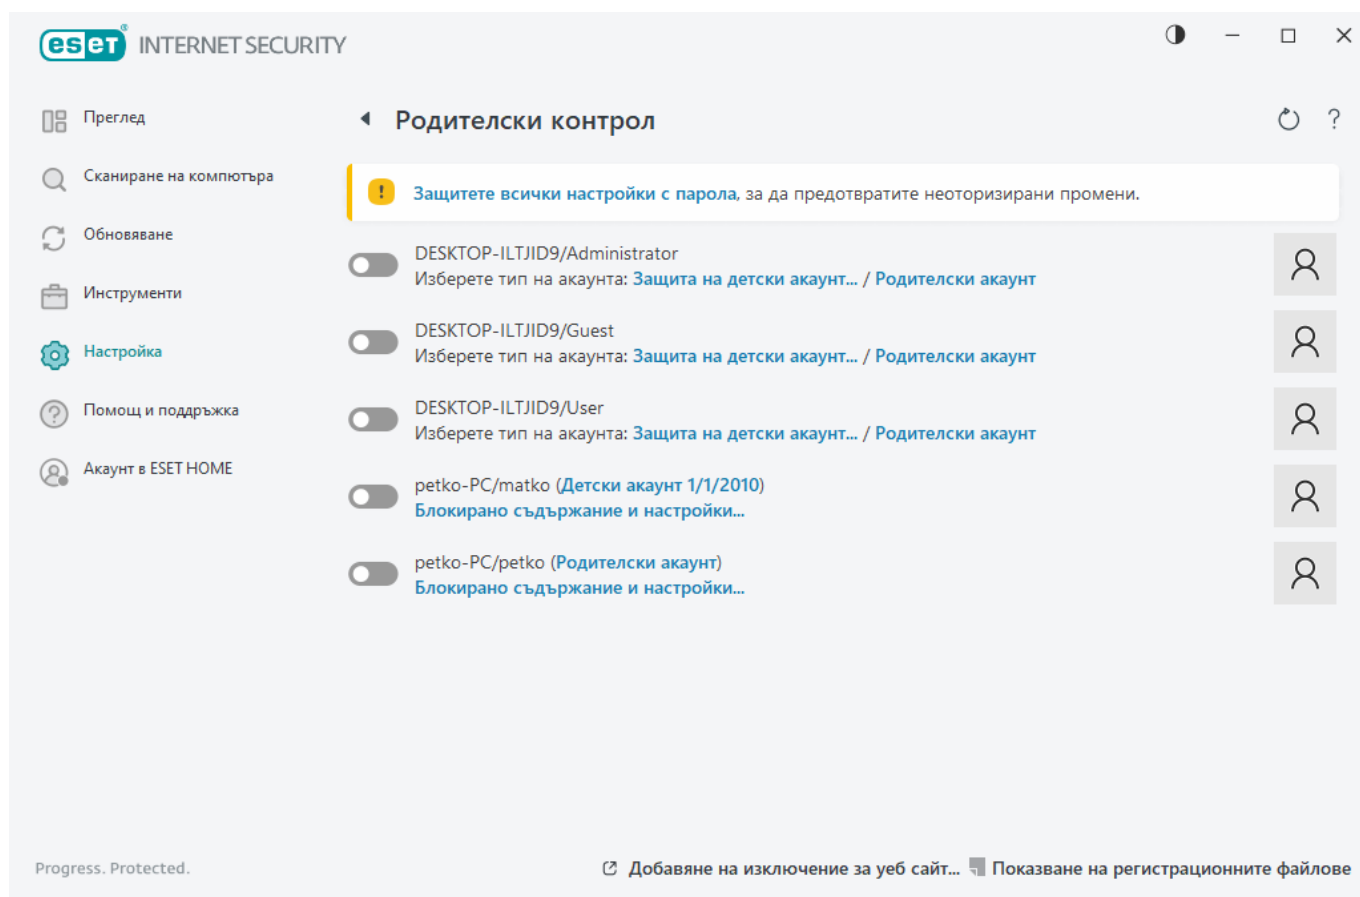 eset® INTERNET SECURITY
Преглед
Сканиране на компютъра
Обновяване
Инструменти
Настройка
Помощ и поддръжка
Акаунт в ESET HOME
Родителски контрол
?
! Защитете всички настройки с парола, за да предотвратите неоторизирани промени.
DESKTOP-ILTJID9/Administrator
Изберете тип на акаунта: Защита на детски акаунт... / Родителски акаунт
DESKTOP-ILTJID9/Guest
Изберете тип на акаунта: Защита на детски акаунт... / Родителски акаунт
DESKTOP-ILTJID9/User
Изберете тип на акаунта: Защита на детски акаунт... / Родителски акаунт
petko-PC/matko (Детски акаунт 1/1/2010)
Блокирано съдържание и настройки...
petko-PC/petko (Родителски акаунт)
Блокирано съдържание и настройки...
Progress. Protected.
Добавяне на изключение за уеб сайт... Показване на регистрационните файлове